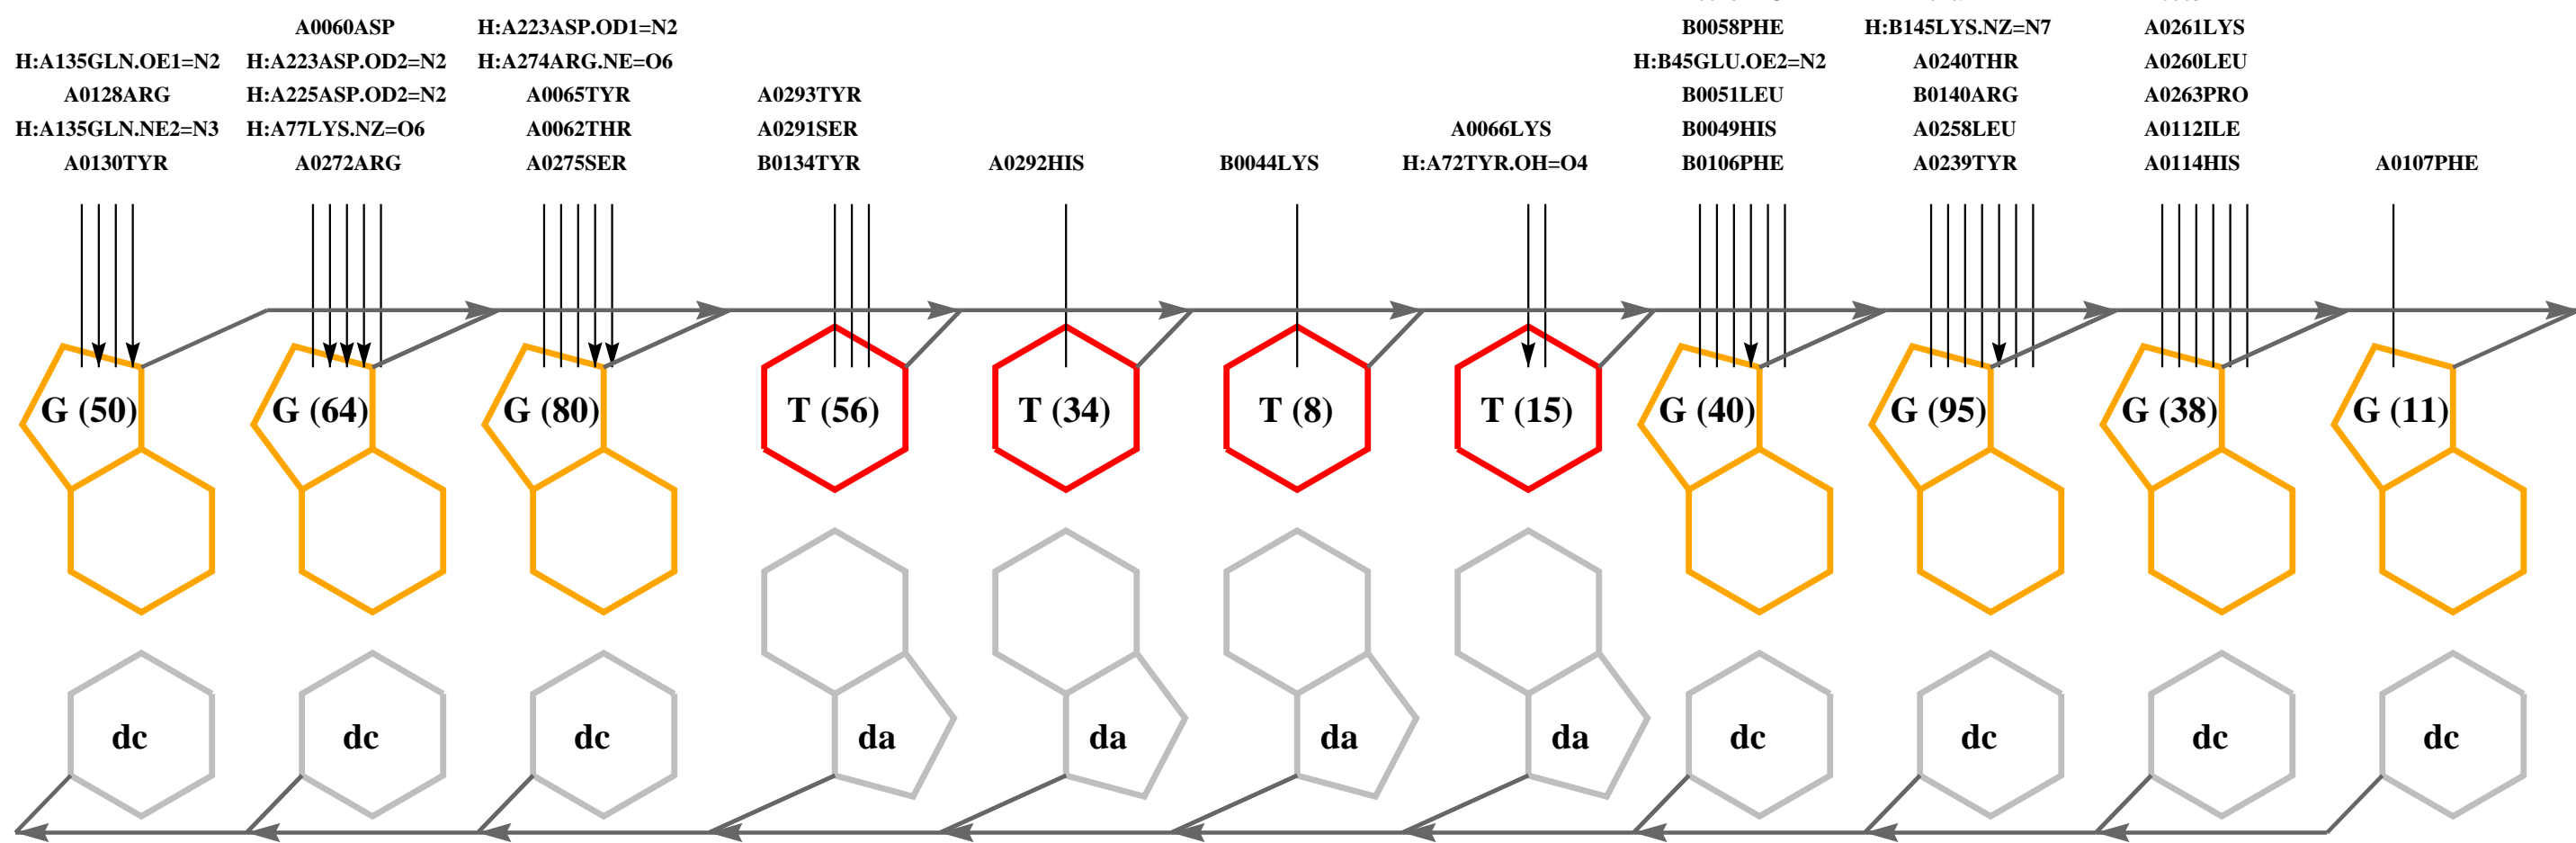 A0060ASP H:A223ASP.OD1=N2 B0058PHE H:B145LYS.NZ=N7 A0261LYS
H:A135GLN.OE1=N2 H:A223ASP.OD2=N2 H:A274ARG.NE=O6 H:B45GLU.OE2=N2 A0240THR A0260LEU
A0128ARG H:A225ASP.OD2=N2 A0065TYR A0293TYR B0051LEU B0140ARG A0263PRO
H:A135GLN.NE2=N3 H:A77LYS.NZ=O6 A0062THR A0291SER A0066LYS B0049HIS A0258LEU A0112ILE
A0130TYR A0272ARG A0275SER B0134TYR A0292HIS B0044LYS H:A72TYR.OH=O4 B0106PHE A0239TYR A0114HIS A0107PHE
G (50) G (64) G (80) T (56) T (34) T (8) T (15) G (40) G (95) G (38) G (11)
dc dc dc da da da da dc dc dc dc